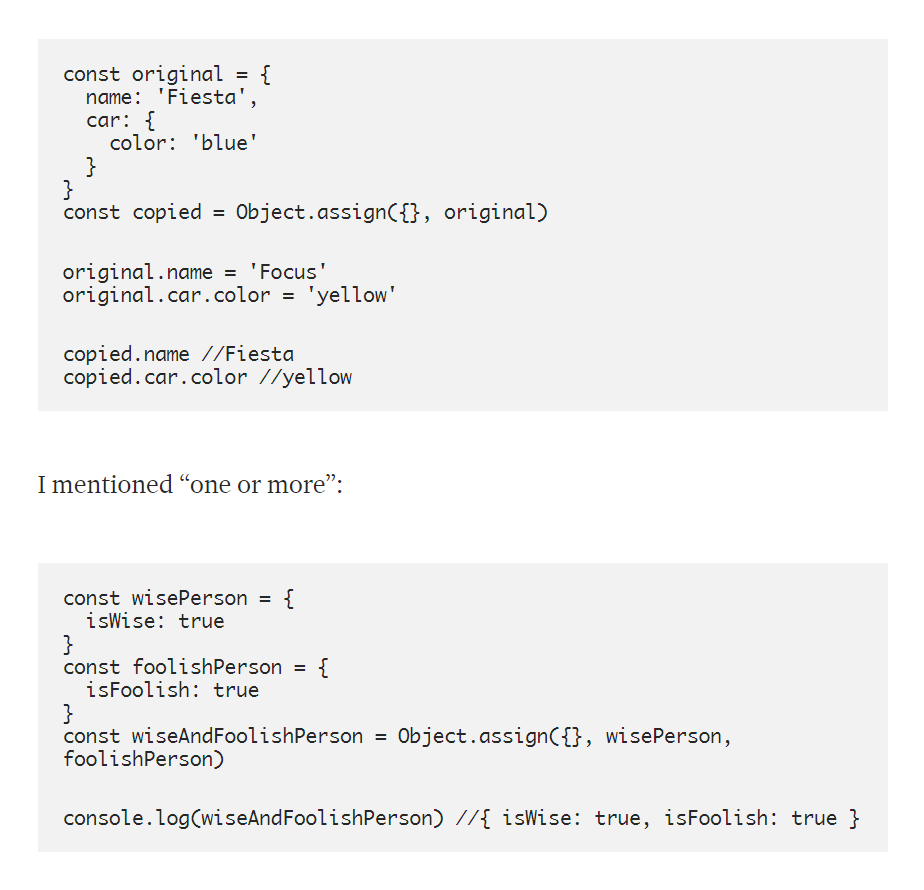 const original = {
  name: 'Fiesta',
  car: {
    color: 'blue'
  }
}
const copied = Object.assign({}, original)
original.name = 'Focus'
original.car.color = 'yellow'
copied.name //Fiesta
copied.car.color //yellow
I mentioned “one or more”:
const wisePerson = {
  isWise: true
}
const foolishPerson = {
  isFoolish: true
}
const wiseAndFoolishPerson = Object.assign({}, wisePerson,
foolishPerson)
console.log(wiseAndFoolishPerson) //{ isWise: true, isFoolish: true }